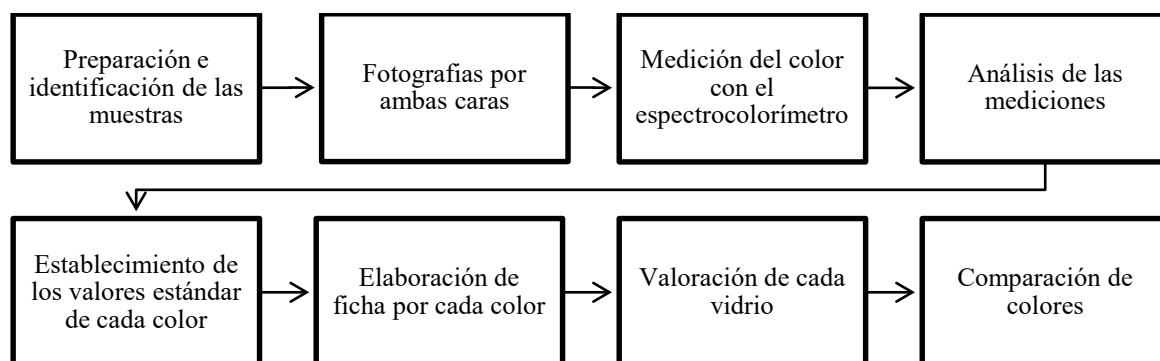 Preparación e
identificación de las
muestras
Fotografias por
ambas caras
Medición del color
con el
espectrocolorímetro
Análisis de las
mediciones
Establecimiento de
los valores estándar
de cada color
Elaboración de
ficha por cada color
Valoración de cada
vidrio
Comparación de
colores